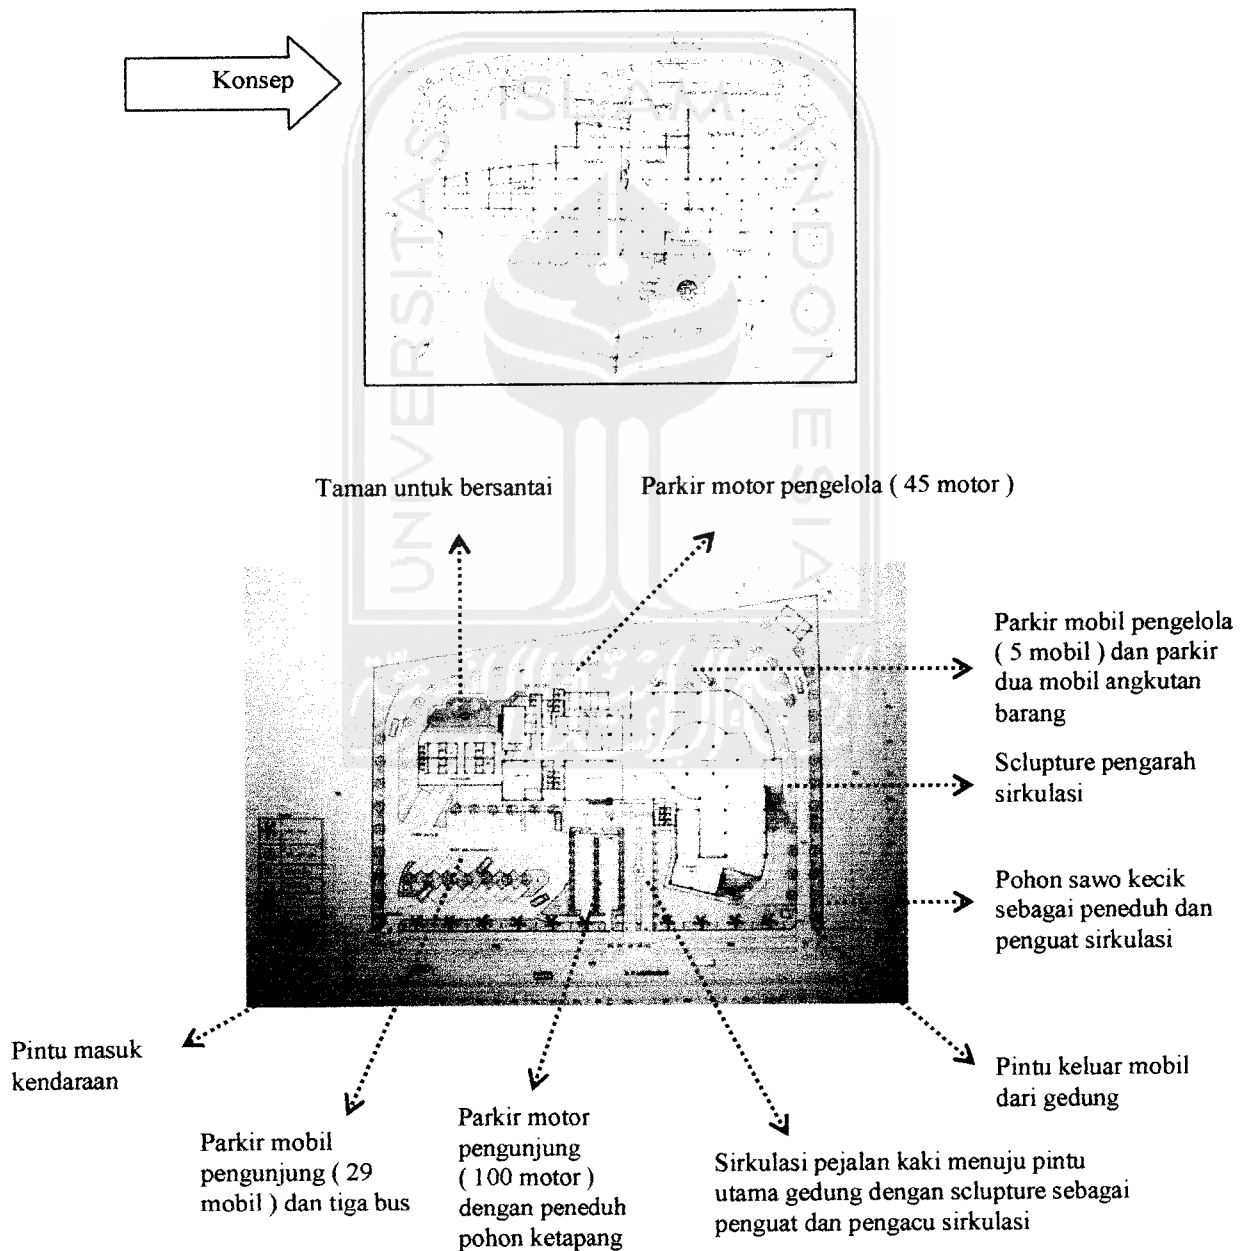 Konsep
UNIVERSITAS
ISLAM
INDONESIA
Taman untuk bersantai
Parkir motor pengelola ( 45 motor )
Parkir mobil pengelola
( 5 mobil ) dan parkir
dua mobil angkutan
barang
Sclupture pengarah
sirkulasi
Pohon sawo kecik
sebagai peneduh dan
penguat sirkulasi
Pintu masuk
kendaraan
Pintu keluar mobil
dari gedung
Parkir mobil
pengunjung ( 29
mobil ) dan tiga bus
Parkir motor
pengunjung
( 100 motor )
dengan peneduh
pohon ketapang
Sirkulasi pejalan kaki menuju pintu
utama gedung dengan sclupture sebagai
penguat dan pengacu sirkulasi